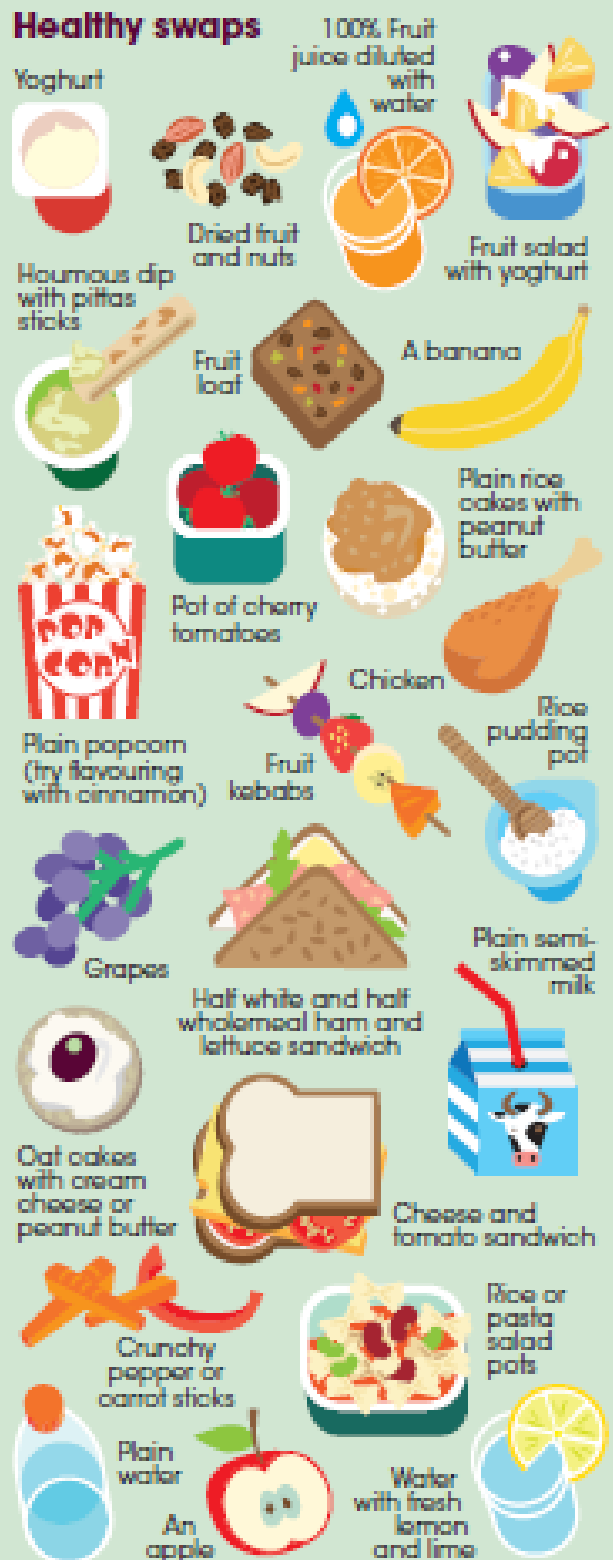 Healthy swaps
100% Fruit
juice diluted
with
water
Yoghurt
Dried fruit
and nuts
Fruit salad
with yoghurt
Houmous dip
with pittas
sticks
Fruit
loaf
A banana
Plain rice
cakes with
peanut
butter
Pot of cherry
tomatoes
POP
CORN
Chicken
Plain popcorn
(try flavouring
with cinnamon)
Fruit
kebabs
Rice
pudding
pot
Grapes
Half white and half
wholemeal ham and
lettuce sandwich
Plain semi-
skimmed
milk
Oat cakes
with cream
cheese or
peanut butter
Cheese and
tomato sandwich
Crunchy
pepper or
carrot sticks
Rice or
pasta
salad
pots
Plain
water
An
apple
Water
with fresh
lemon
and lime